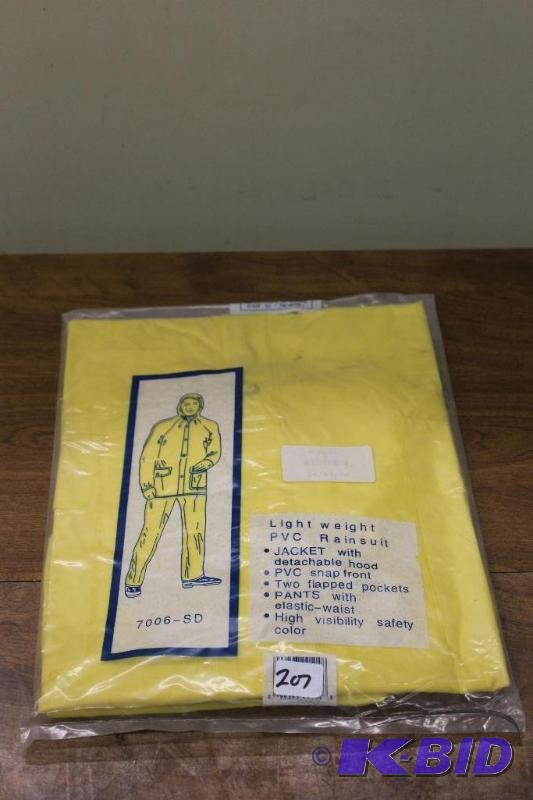 7006-SD
Light weight
PVC Rainsuit
• JACKET with
detachable hood
• PVC snap front
• Two flapped pockets
• PANTS with
elastic-waist
• High visibility safety
color
207
© K-BID